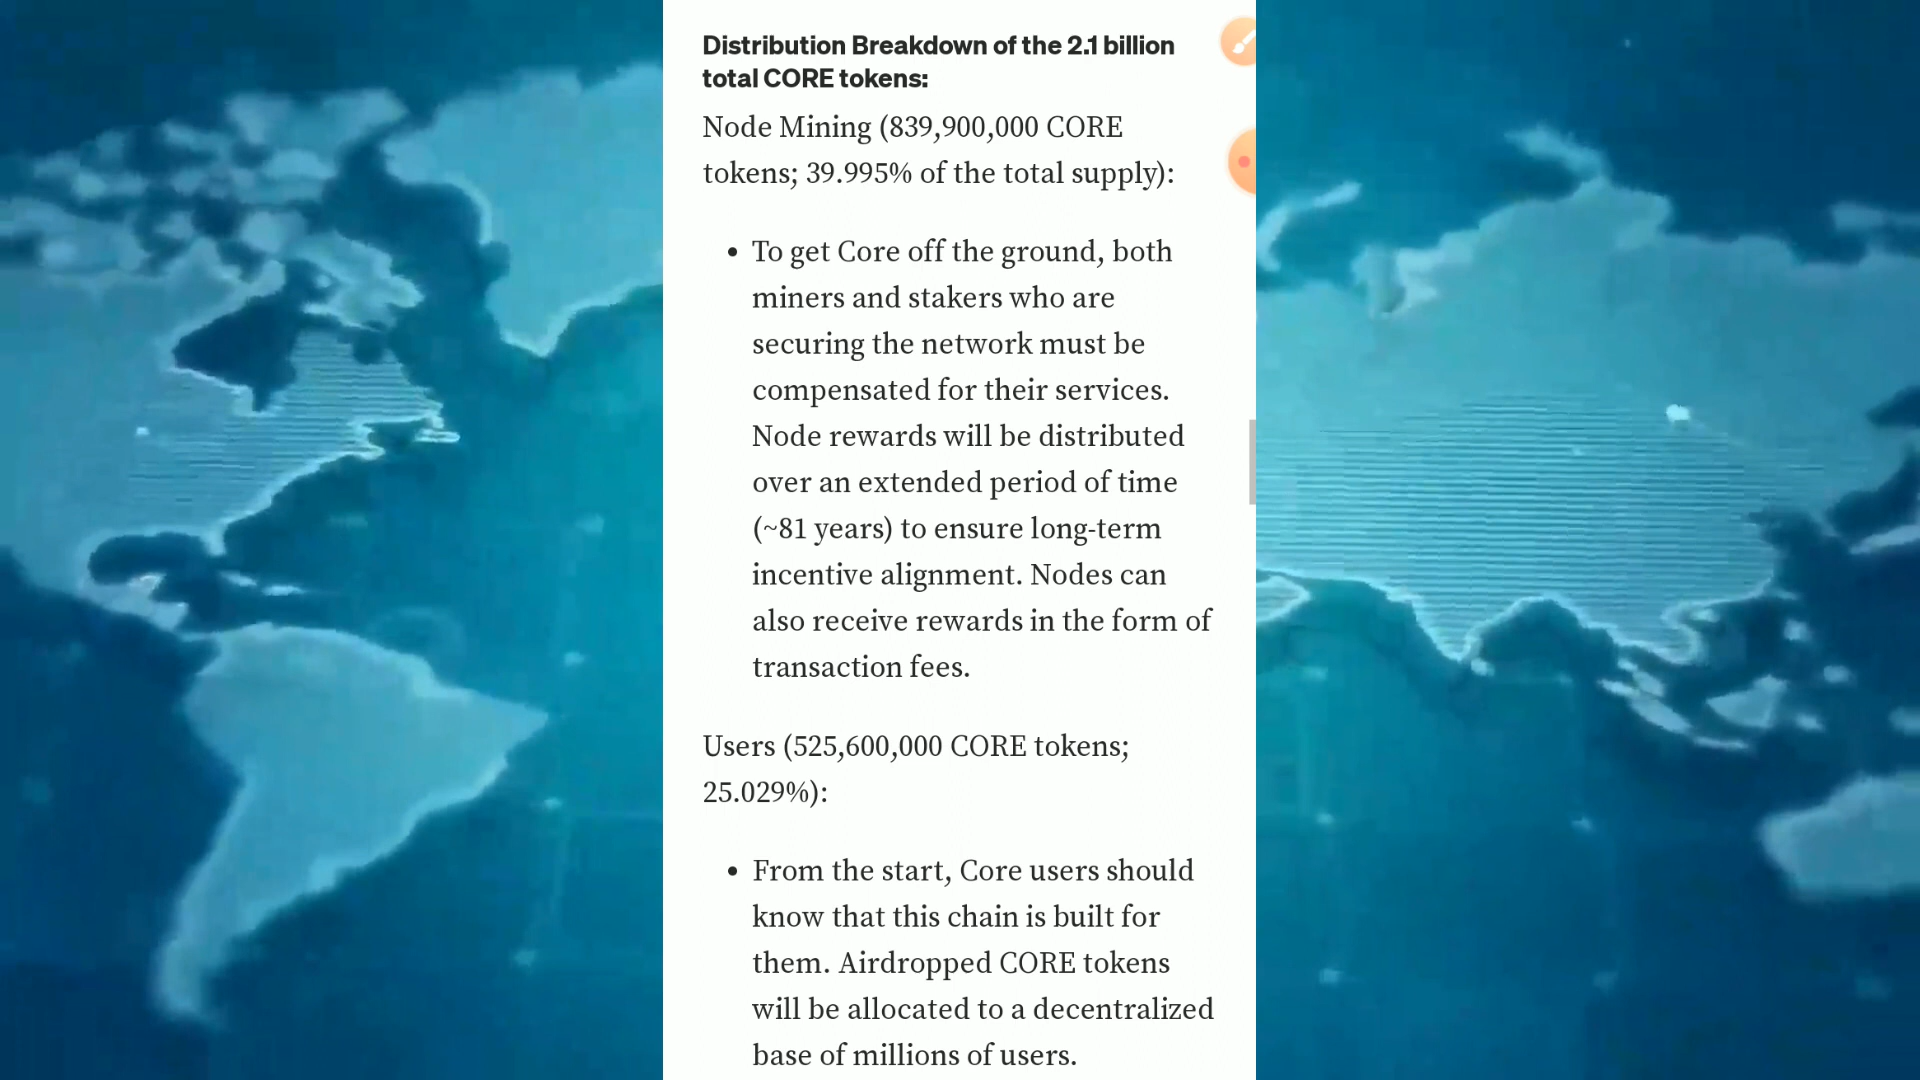 Distribution Breakdown of the 2.1 billion
total CORE tokens:
Node Mining (839,900,000 CORE
tokens; 39.995% of the total supply):
• To get Core off the ground, both
miners and stakers who are
securing the network must be
compensated for their services.
Node rewards will be distributed
over an extended period of time
(~81 years) to ensure long-term
incentive alignment. Nodes can
also receive rewards in the form of
transaction fees.
Users (525,600,000 CORE tokens;
25.029%):
• From the start, Core users should
know that this chain is built for
them. Airdropped CORE tokens
will be allocated to a decentralized
base of millions of users.